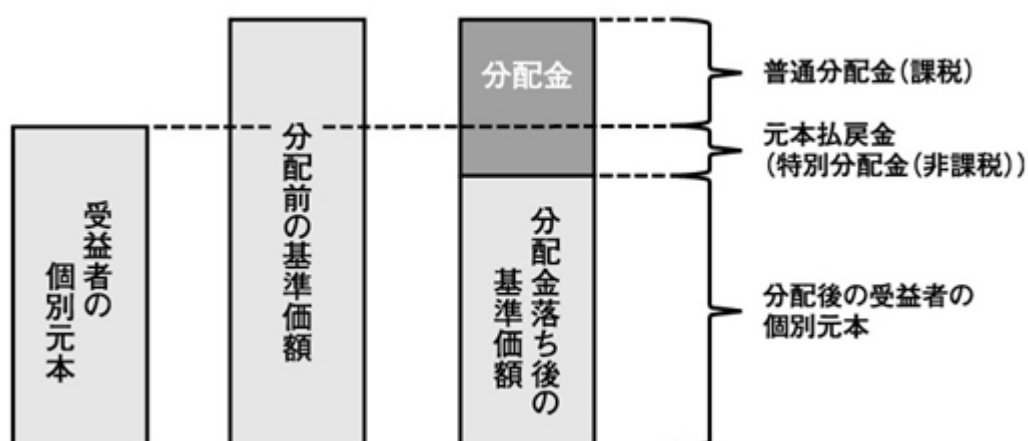 受益者の
個別元本
分配前の基準価額
分配金
分配金落ち後の
基準価額
普通分配金(課税)
元本払戻金
(特別分配金(非課税))
分配後の受益者の
個別元本